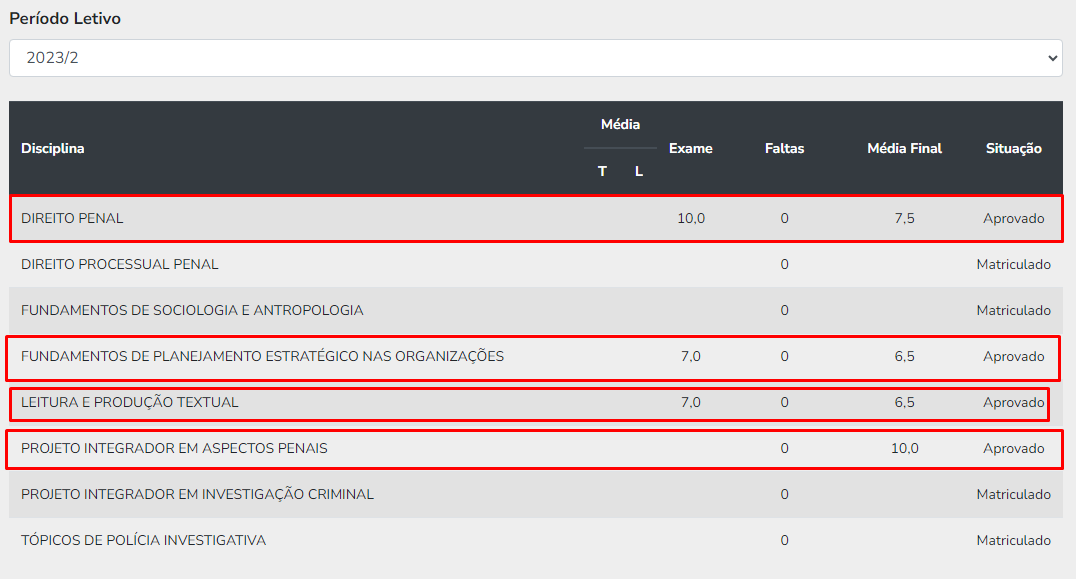 Período Letivo
2023/2
Disciplina Média T L Exame Faltas Média Final Situação
DIREITO PENAL 10,0 0 7,5 Aprovado
DIREITO PROCESSUAL PENAL 0 Matriculado
FUNDAMENTOS DE SOCIOLOGIA E ANTROPOLOGIA 0 Matriculado
FUNDAMENTOS DE PLANEJAMENTO ESTRATÉGICO NAS ORGANIZAÇÕES 7,0 0 6,5 Aprovado
LEITURA E PRODUÇÃO TEXTUAL 7,0 0 6,5 Aprovado
PROJETO INTEGRADOR EM ASPECTOS PENAIS 0 10,0 Aprovado
PROJETO INTEGRADOR EM INVESTIGAÇÃO CRIMINAL 0 Matriculado
TÓPICOS DE POLÍCIA INVESTIGATIVA 0 Matriculado